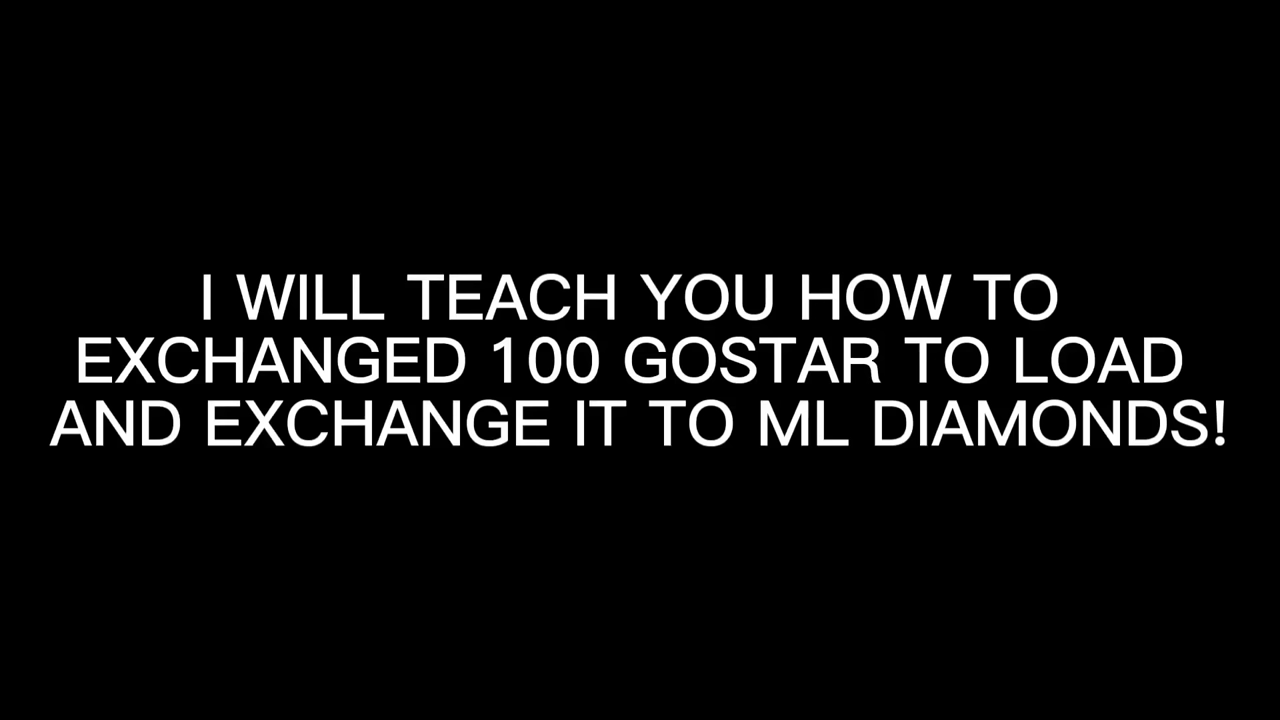 I WILL TEACH YOU HOW TO
EXCHANGED 100 GOSTAR TO LOAD
AND EXCHANGE IT TO ML DIAMONDS!